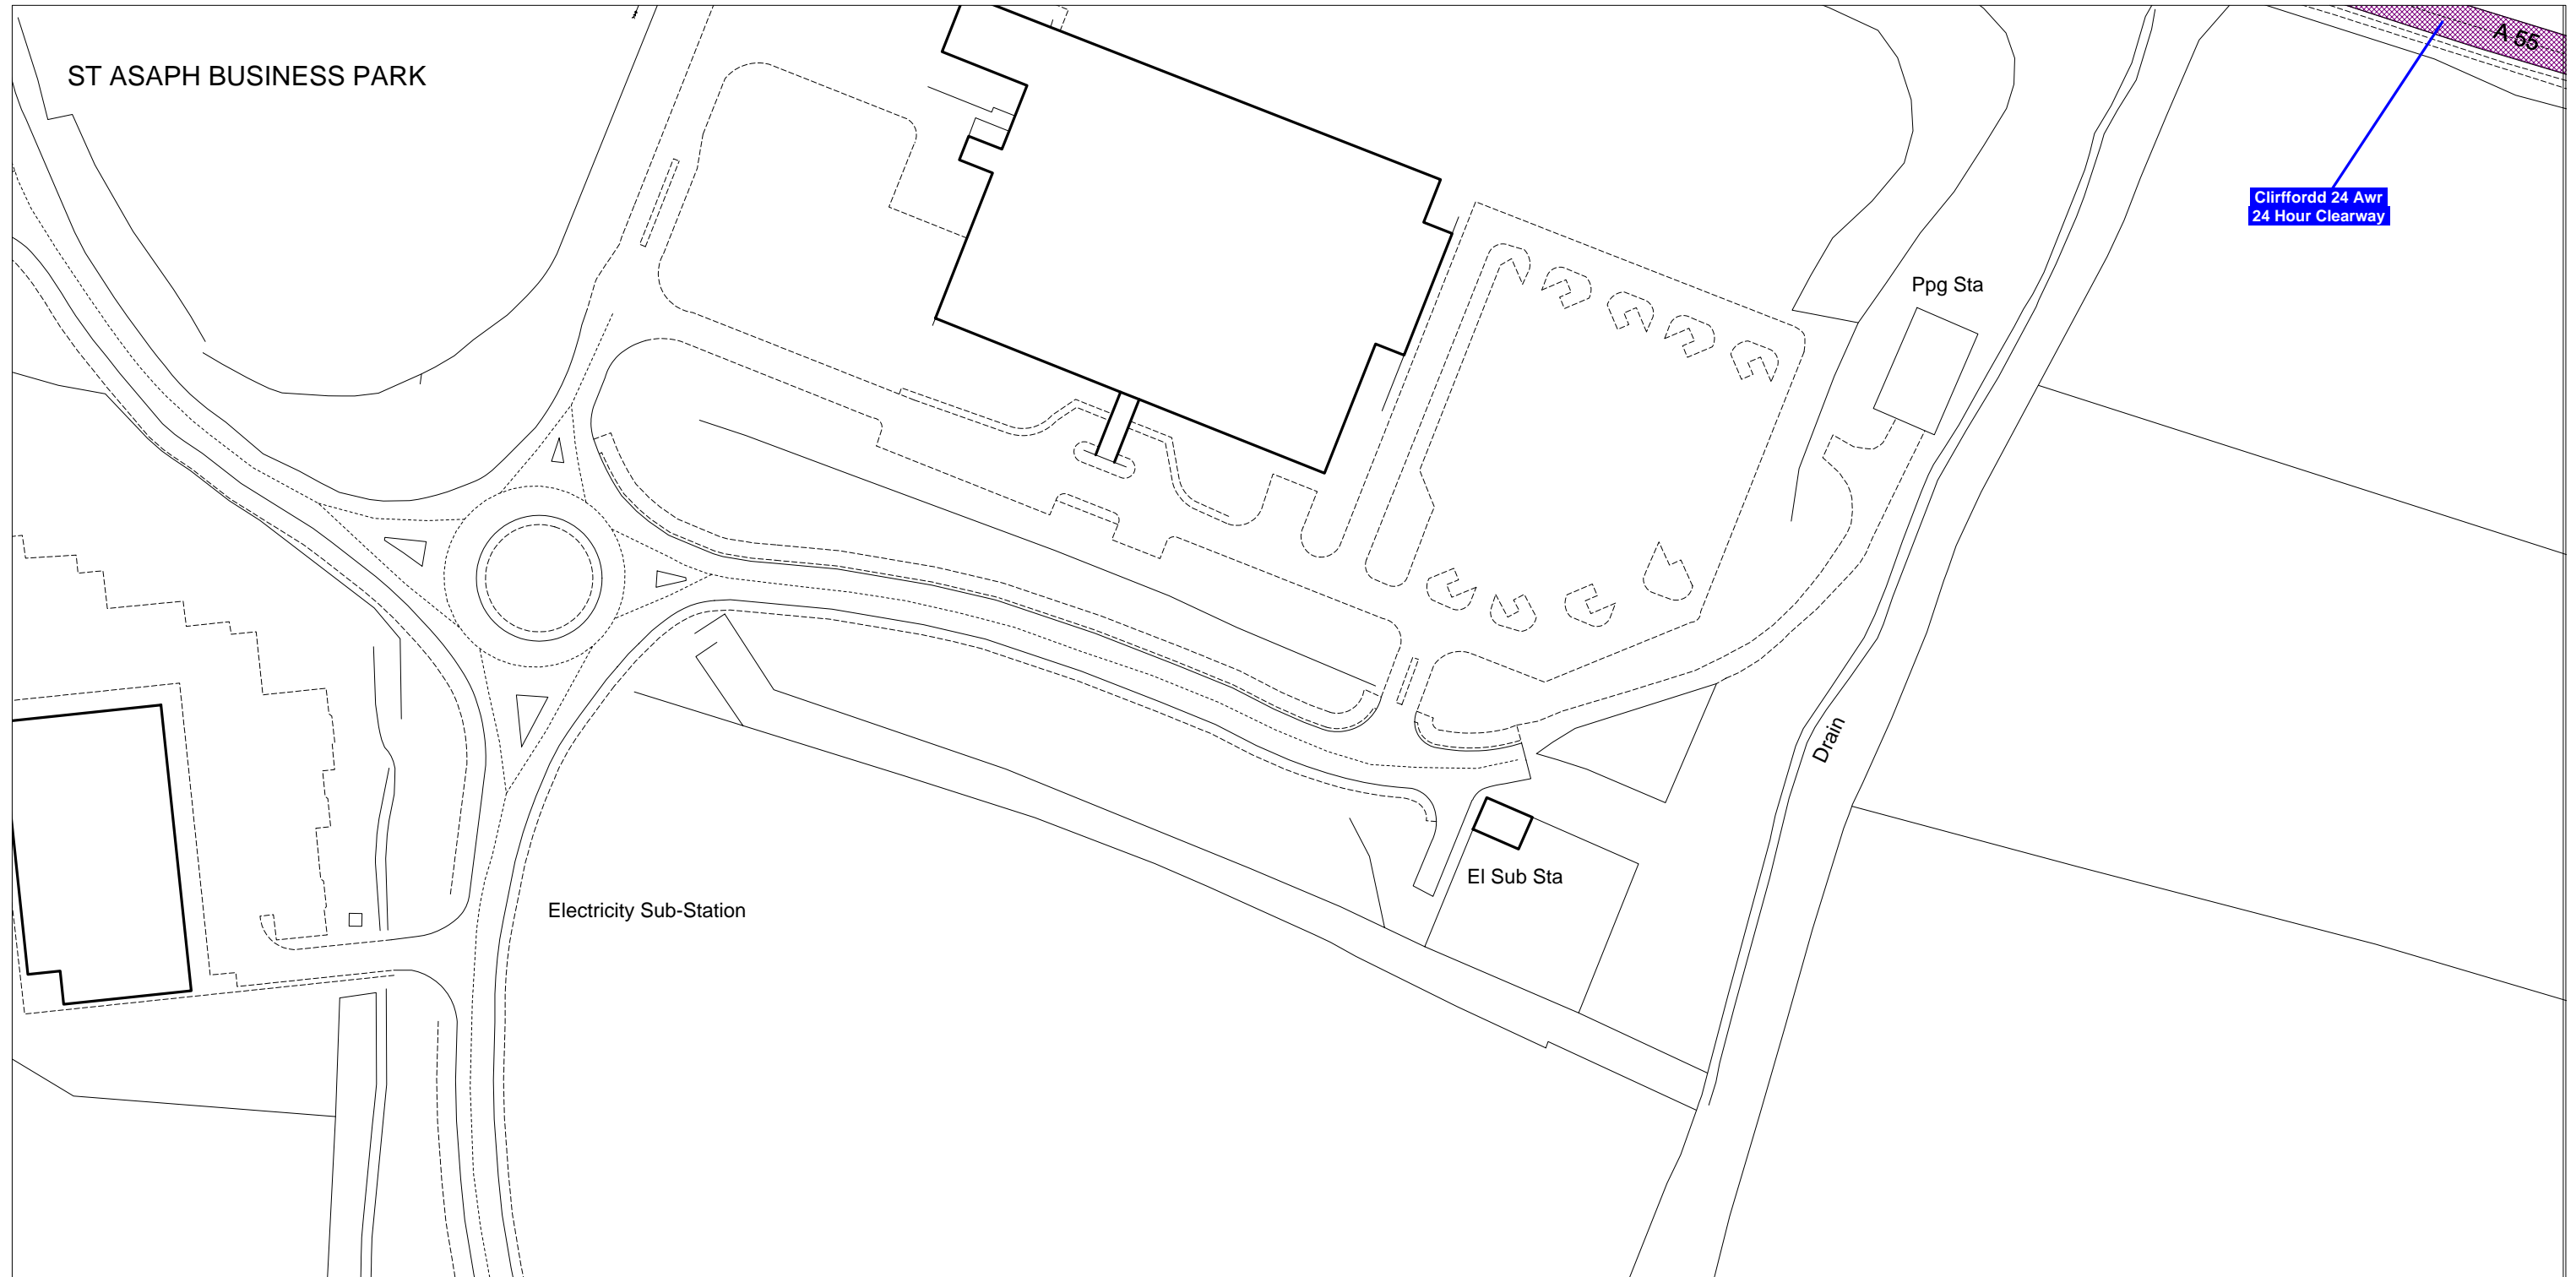 ST ASAPH BUSINESS PARK
A 55
Clirffordd 24 Awr
24 Hour Clearway
Ppg Sta
Drain
El Sub Sta
Electricity Sub-Station